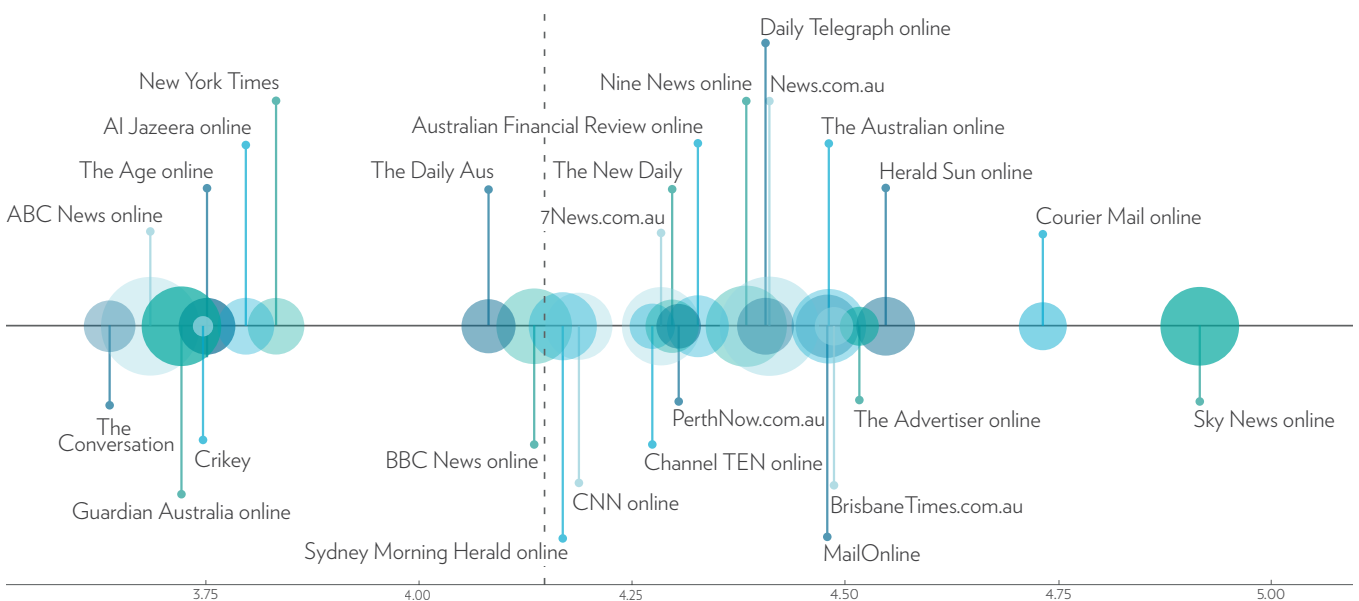 Daily Telegraph online
New York Times
Nine News online
News.com.au
Al Jazeera online
Australian Financial Review online
The Australian online
The Age online
The Daily Aus
The New Daily
Herald Sun online
ABC News online
7News.com.au
Courier Mail online
The
Conversation
Crikey
PerthNow.com.au
The Advertiser online
Sky News online
BBC News online
Channel TEN online
Guardian Australia online
CNN online
BrisbaneTimes.com.au
Sydney Morning Herald online
MailOnline
3.75
4.00
4.25
4.50
4.75
5.00